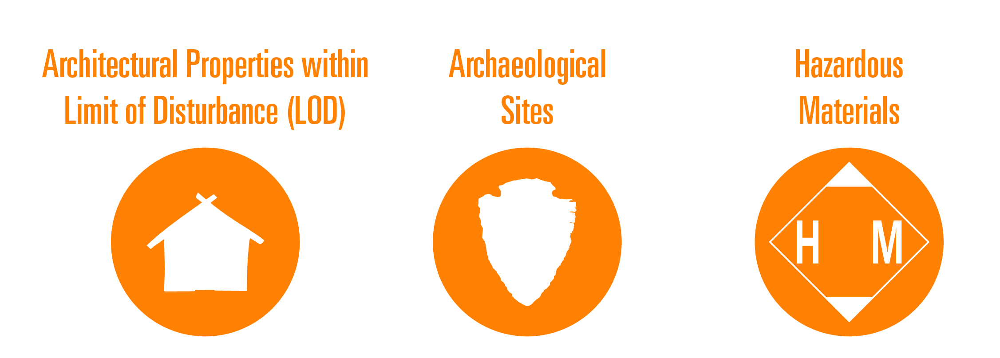 Architectural Properties within
Limit of Disturbance (LOD)
Archaeological
Sites
Hazardous
Materials
H M